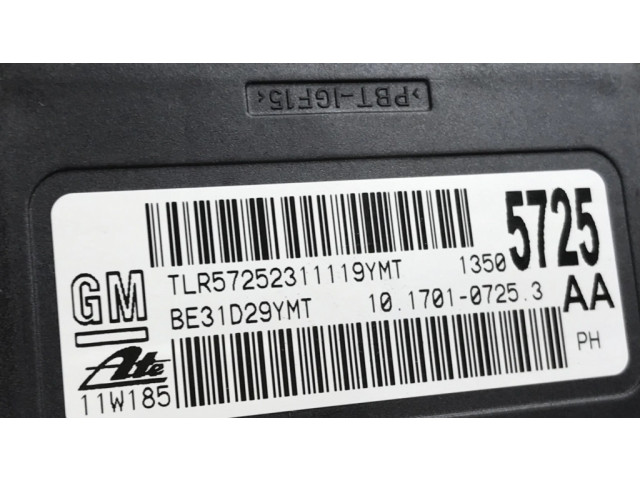 >PBT-IGF15<
GM
TLR57252311119YMT 1350 5725
BE31D29YMT 10.1701-0725.3 AA
Ate
11W185 PH